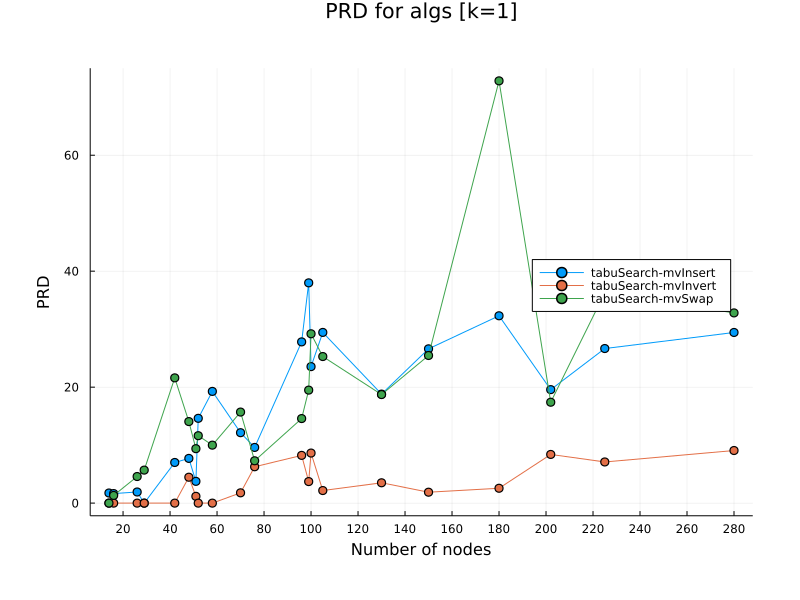 PRD for algs [k=1]
60
40
20
0
PRD
tabuSearch-mvInsert
tabuSearch-mvInvert
tabuSearch-mvSwap
20 40 60 80 100 120 140 160 180 200 220 240 260 280
Number of nodes